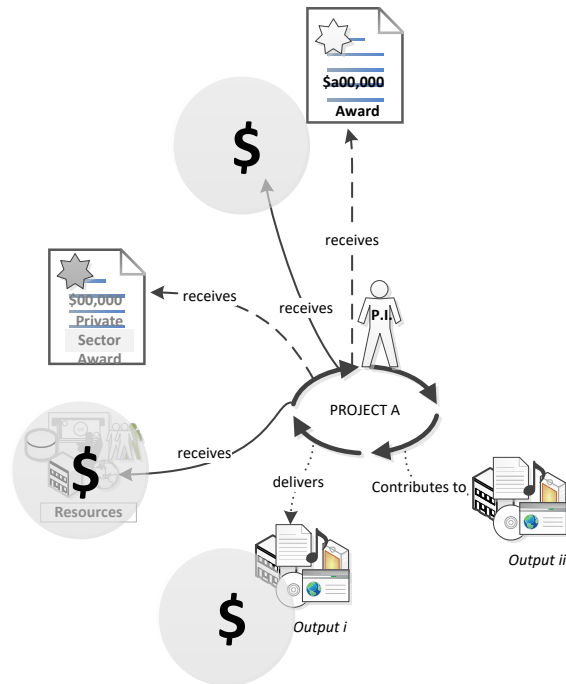 $a00,000
Award
$
receives
$00,000
Private
Sector
Award
receives
receives
P.I.
PROJECT A
receives
$
Resources
delivers
Contributes to
Output ii
$
Output i